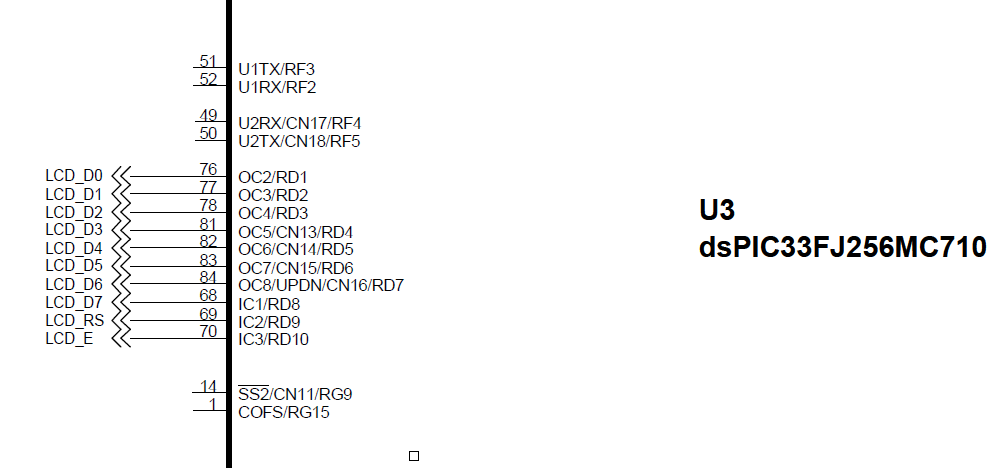 51 U1TX/RF3
52 U1RX/RF2
49 U2RX/CN17/RF4
50 U2TX/CN18/RF5
LCD_D0 76 OC2/RD1
LCD_D1 77 OC3/RD2
LCD_D2 78 OC4/RD3
LCD_D3 81 OC5/CN13/RD4
LCD_D4 82 OC6/CN14/RD5
LCD_D5 83 OC7/CN15/RD6
LCD_D6 84 OC8/UPDN/CN16/RD7
LCD_D7 68 IC1/RD8
LCD_RS 69 IC2/RD9
LCD_E 70 IC3/RD10
14 SS2/CN11/RG9
1 COFS/RG15
U3
dsPIC33FJ256MC710